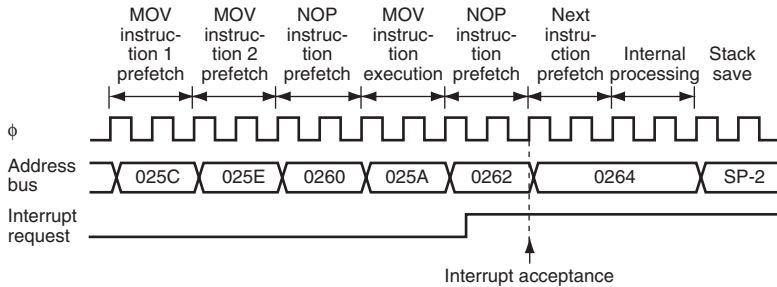 MOV instruc- tion 1 prefetch
MOV instruc- tion 2 prefetch
NOP instruc- tion prefetch
MOV instruc- tion execution
NOP instruc- tion prefetch
Next instru- ction prefetch
Internal processing
Stack save
φ
Address bus
025C 025E 0260 025A 0262 0264 SP-2
Interrupt request
Interrupt acceptance